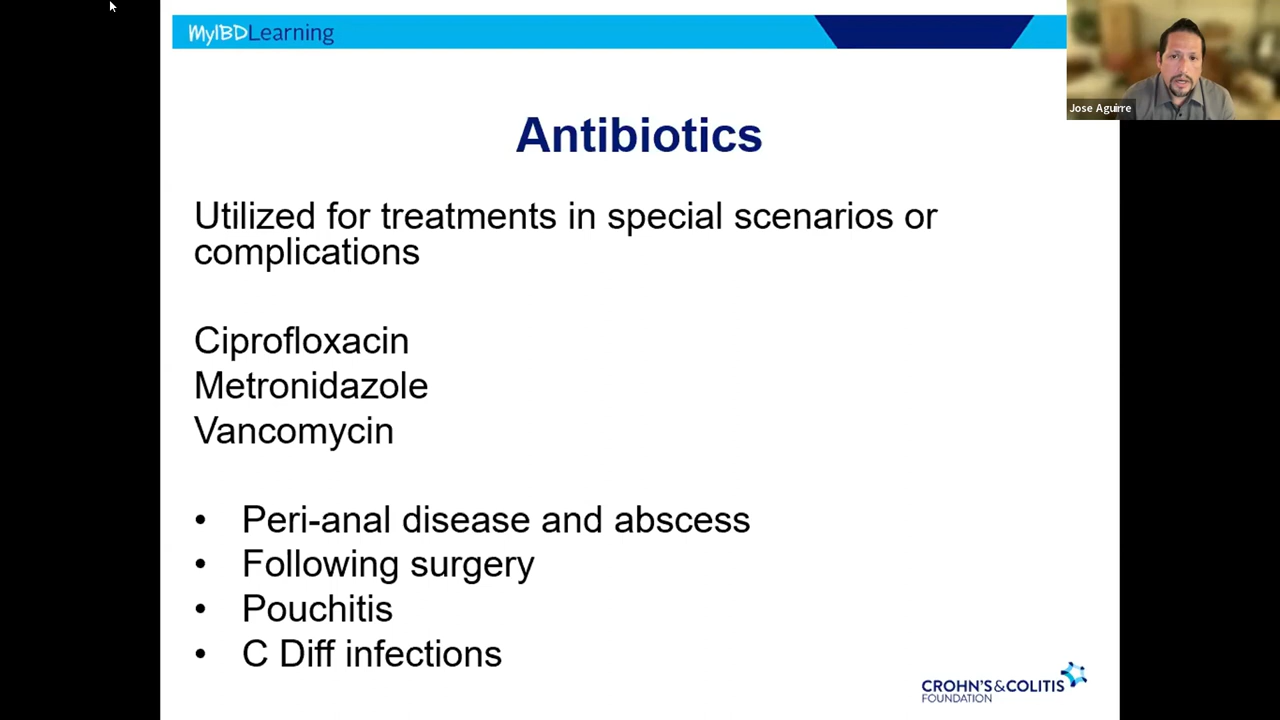 MyIBDLearning
Jose Aguirre
Antibiotics
Utilized for treatments in special scenarios or
complications
Ciprofloxacin
Metronidazole
Vancomycin
• Peri-anal disease and abscess
• Following surgery
• Pouchitis
• C Diff infections
CROHN'S&COLITIS
FOUNDATION